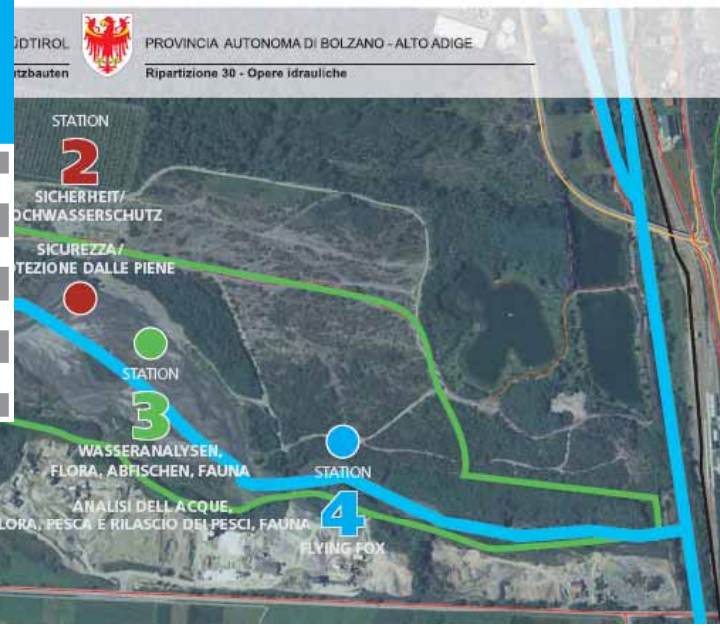 ÜDTIROL
tzbauten
PROVINCIA AUTONOMA DI BOLZANO - ALTO ADIGE
Ripartizione 30 - Opere idrauliche
STATION
2
SICHERHEIT/
OCHWASSERSCHUTZ
SICUREZZA/
TEZIONE DALLE PIENE
STATION
3
WASSERANALYSEN,
FLORA, ABFISCHEN, FAUNA
ANALISI DELL ACQUE,
LORA, PESCA E RILASCIO DEI PESCI, FAUNA
STATION
4
FLYING FOX